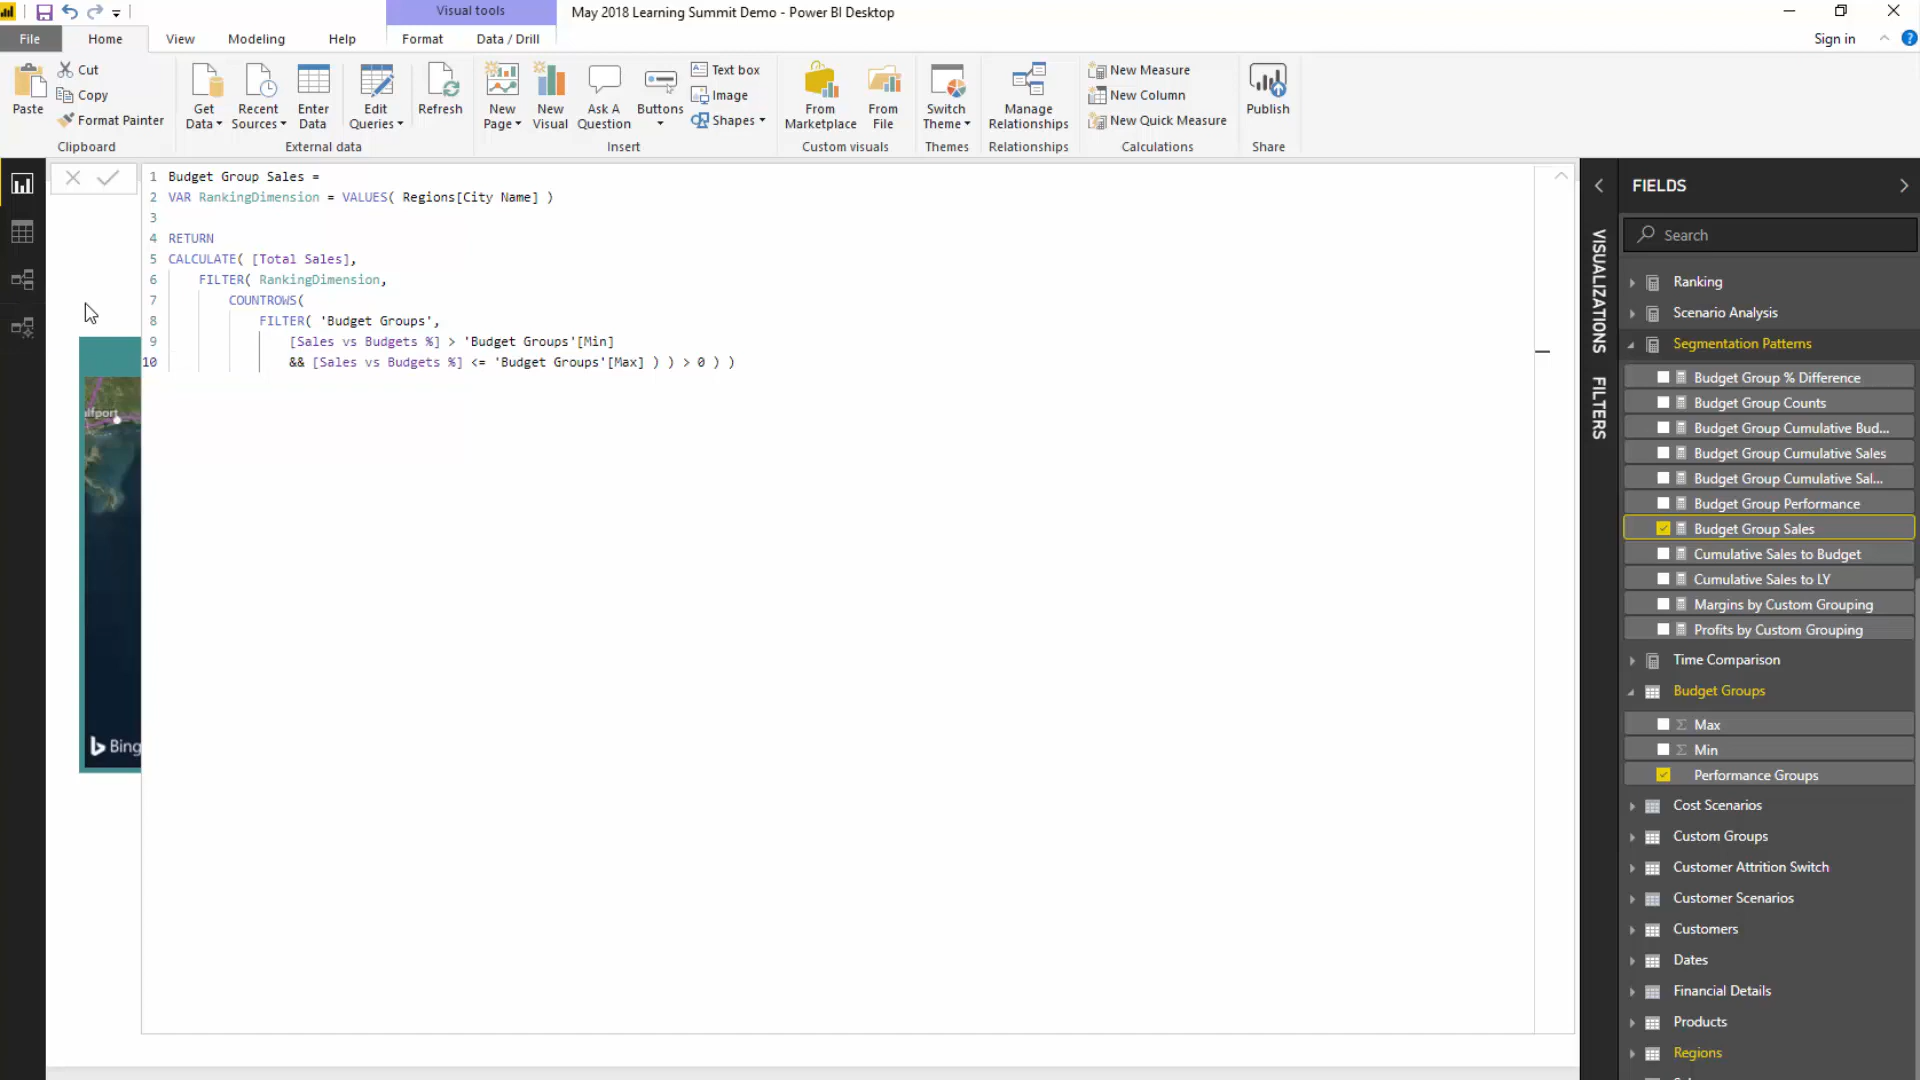 Visual tools
May 2018 Learning Summit Demo - Power BI Desktop
File
Home
View
Modeling
Help
Format
Data / Drill
Sign in
Paste
Cut
Copy
Format Painter
Clipboard
Get Data
Recent Sources
Enter Data
Edit Queries
Refresh
External data
New Page
New Visual
Ask A Question
Buttons
Text box
Image
Shapes
Insert
From Marketplace
From File
Custom visuals
Switch Theme
Themes
Manage Relationships
Relationships
New Measure
New Column
New Quick Measure
Calculations
Publish
Share
1 Budget Group Sales =
2 VAR RankingDimension = VALUES( Regions[City Name] )
3
4 RETURN
5 CALCULATE( [Total Sales],
6 FILTER( RankingDimension,
7 COUNTROWS(
8 FILTER( 'Budget Groups',
9 [Sales vs Budgets %] > 'Budget Groups'[Min]
10 && [Sales vs Budgets %] <= 'Budget Groups'[Max] ) ) > 0 ) )
lfport
Bing
VISUALIZATIONS
FILTERS
FIELDS
Search
Ranking
Scenario Analysis
Segmentation Patterns
Budget Group % Difference
Budget Group Counts
Budget Group Cumulative Bud...
Budget Group Cumulative Sales
Budget Group Cumulative Sal...
Budget Group Performance
Budget Group Sales
Cumulative Sales to Budget
Cumulative Sales to LY
Margins by Custom Grouping
Profits by Custom Grouping
Time Comparison
Budget Groups
Σ Max
Σ Min
Performance Groups
Cost Scenarios
Custom Groups
Customer Attrition Switch
Customer Scenarios
Customers
Dates
Financial Details
Products
Regions